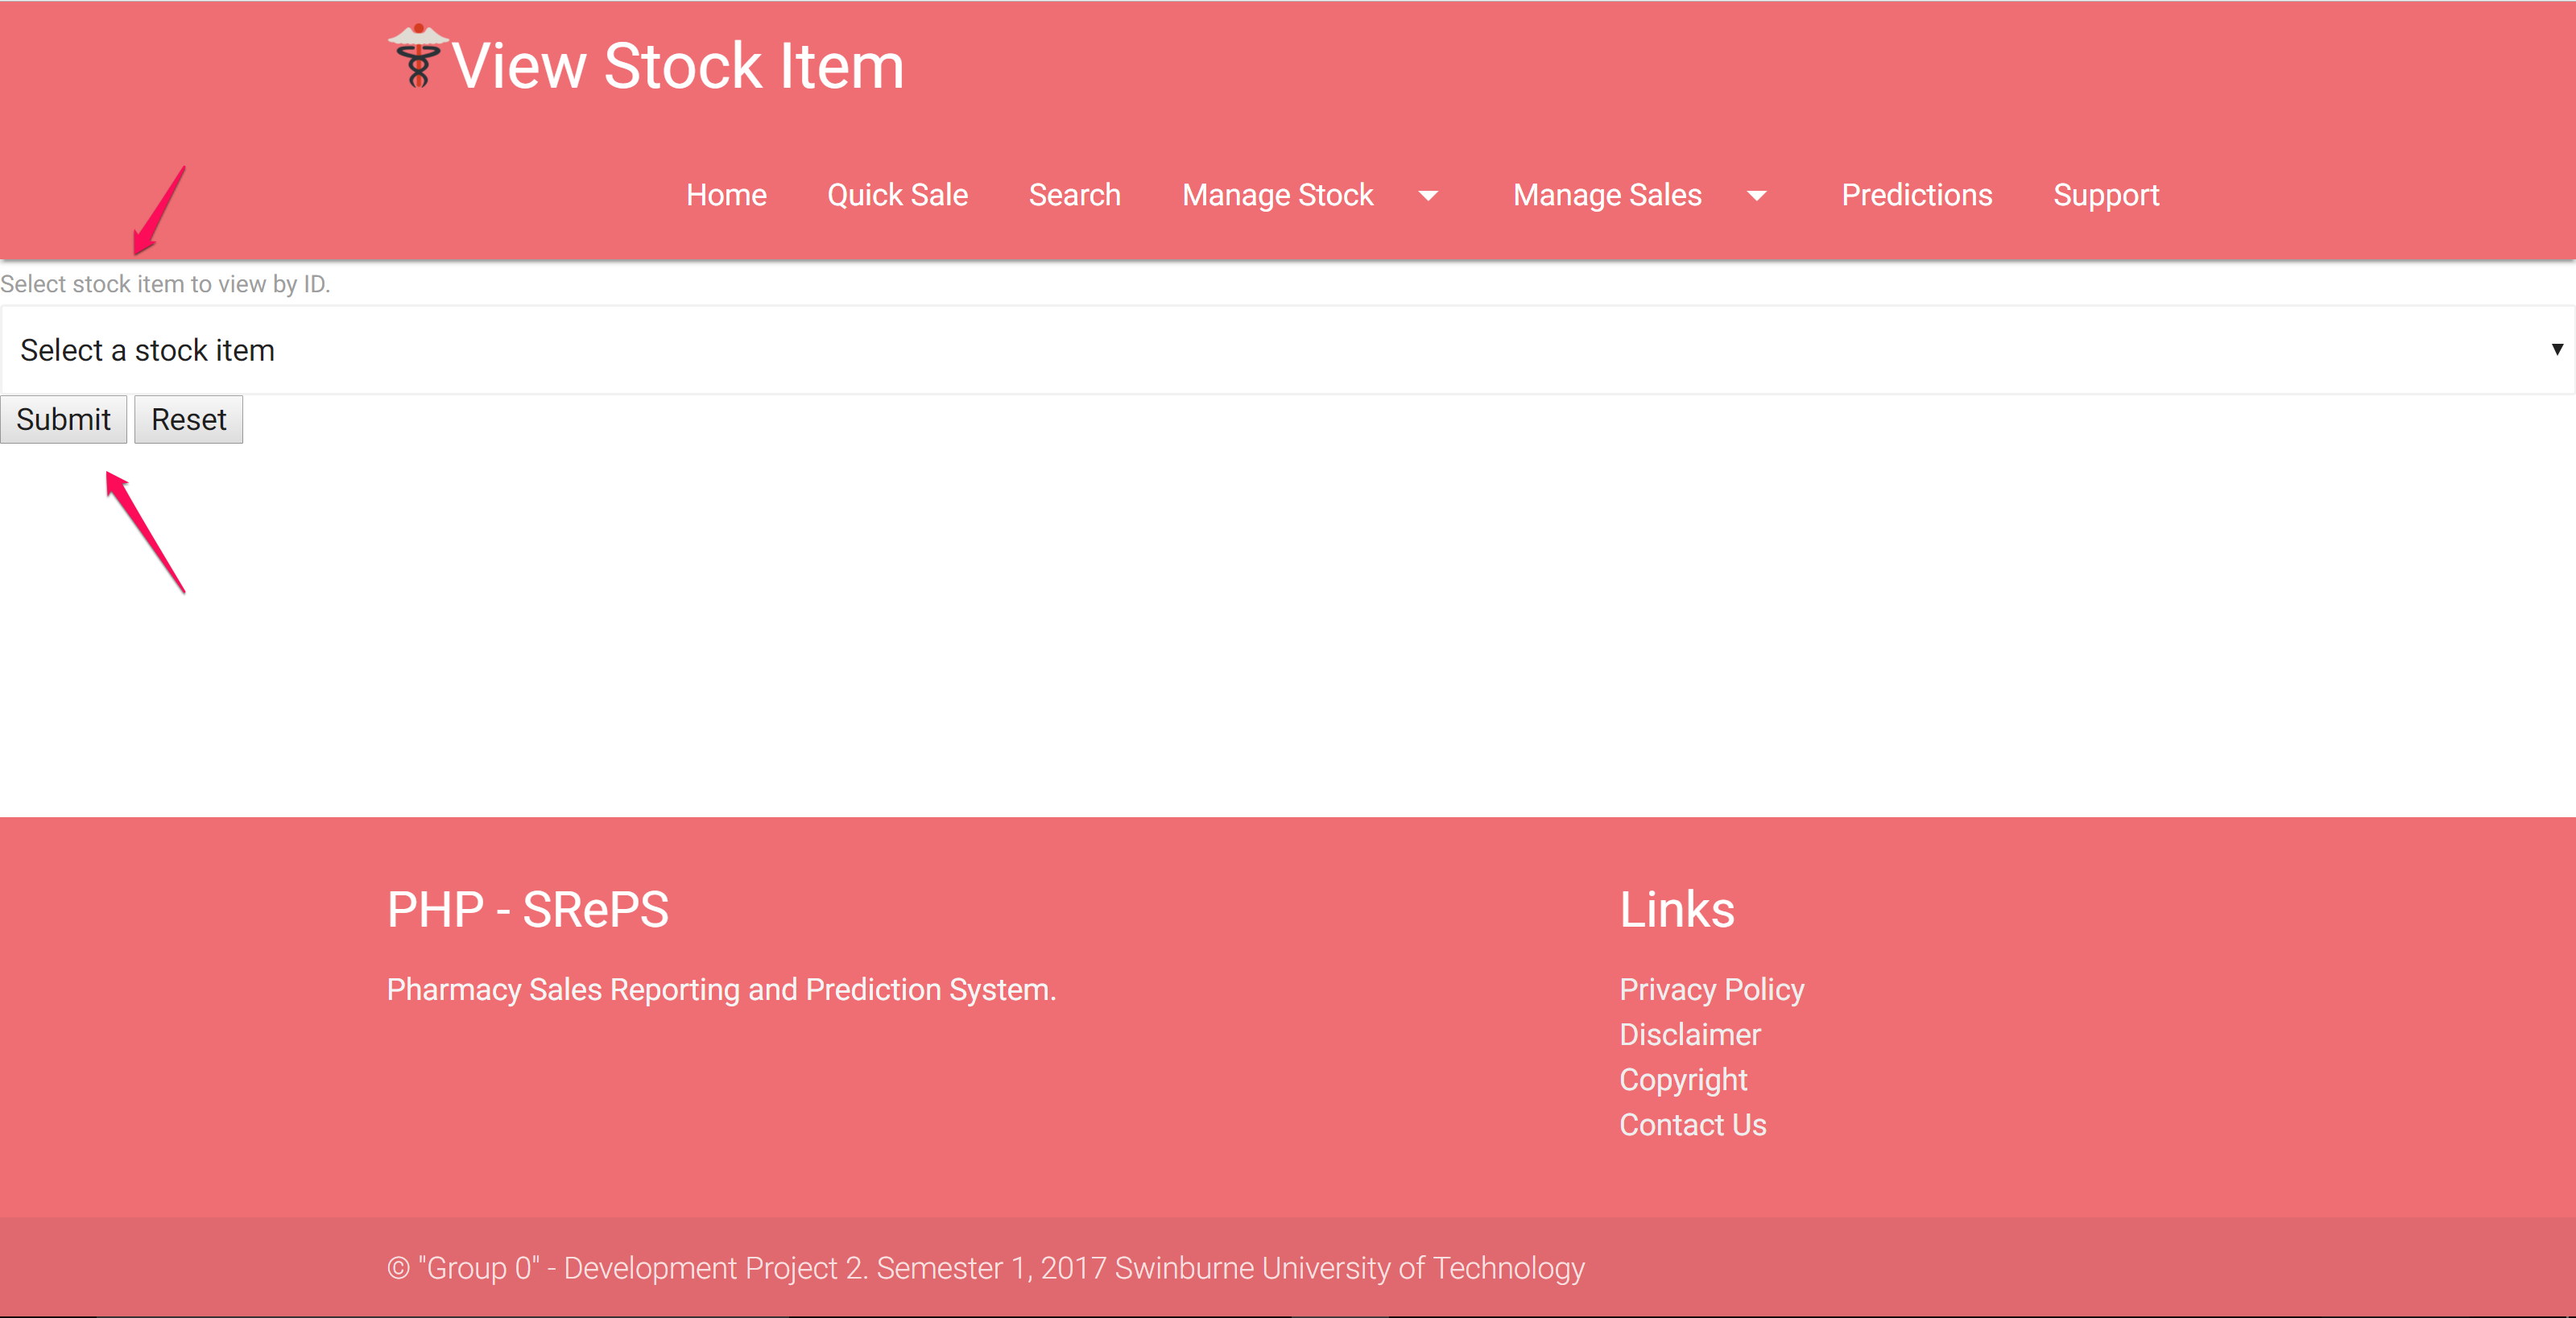 View Stock Item
Home Quick Sale Search Manage Stock Manage Sales Predictions Support
Select stock item to view by ID.
Select a stock item
Submit Reset
PHP - SRePS
Pharmacy Sales Reporting and Prediction System.
Links
Privacy Policy
Disclaimer
Copyright
Contact Us
© "Group 0" - Development Project 2. Semester 1, 2017 Swinburne University of Technology